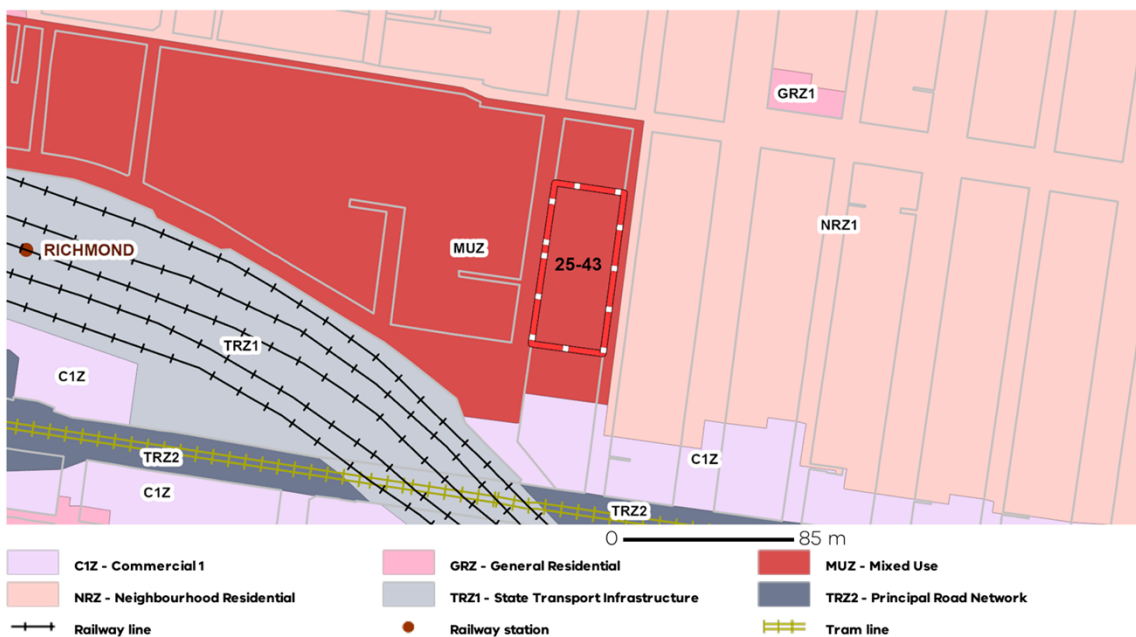 GRZ1
NRZ1
MUZ
RICHMOND
25-43
TRZ1
C1Z
C1Z
TRZ2
C1Z
TRZ2
0 85 m
C1Z - Commercial 1
GRZ - General Residential
MUZ - Mixed Use
NRZ - Neighbourhood Residential
TRZ1 - State Transport Infrastructure
TRZ2 - Principal Road Network
Railway line
Railway station
Tram line